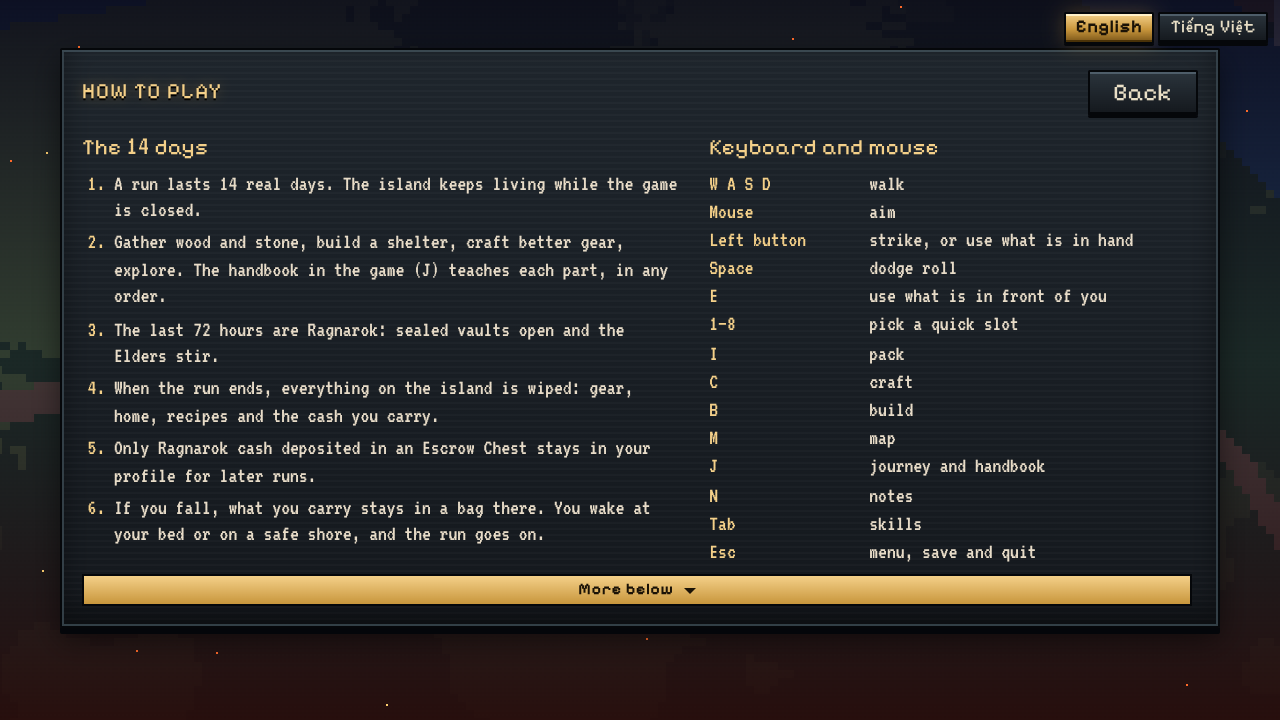 English
Tiếng Việt
HOW TO PLAY
Back
The 14 days
1. A run lasts 14 real days. The island keeps living while the game
is closed.
2. Gather wood and stone, build a shelter, craft better gear,
explore. The handbook in the game (J) teaches each part, in any
order.
3. The last 72 hours are Ragnarok: sealed vaults open and the
Elders stir.
4. When the run ends, everything on the island is wiped: gear,
home, recipes and the cash you carry.
5. Only Ragnarok cash deposited in an Escrow Chest stays in your
profile for later runs.
6. If you fall, what you carry stays in a bag there. You wake at
your bed or on a safe shore, and the run goes on.
Keyboard and mouse
W A S D walk
Mouse aim
Left button strike, or use what is in hand
Space dodge roll
E use what is in front of you
1-8 pick a quick slot
I pack
C craft
B build
M map
J journey and handbook
N notes
Tab skills
Esc menu, save and quit
More below